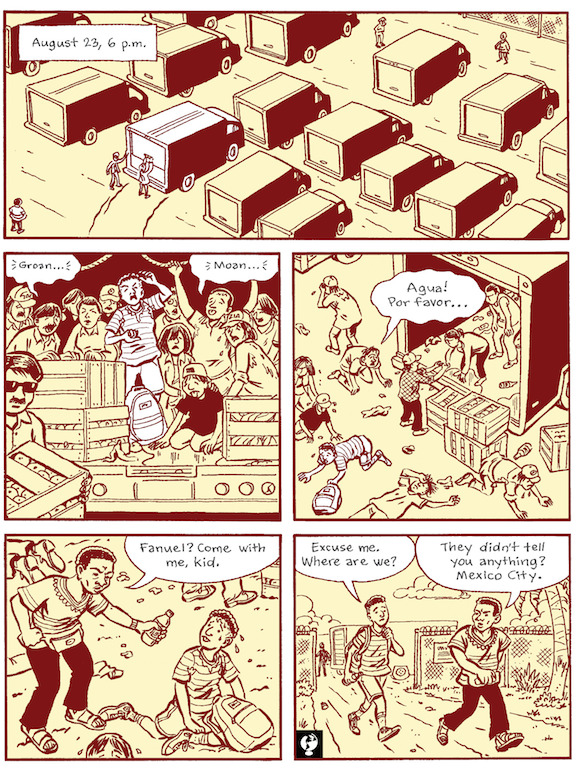 August 23, 6 p.m.
Groan...
Moan...
Agua!
Por favor...
Fanuel? Come with
me, kid.
Excuse me.
Where are we?
They didn't tell
you anything?
Mexico City.